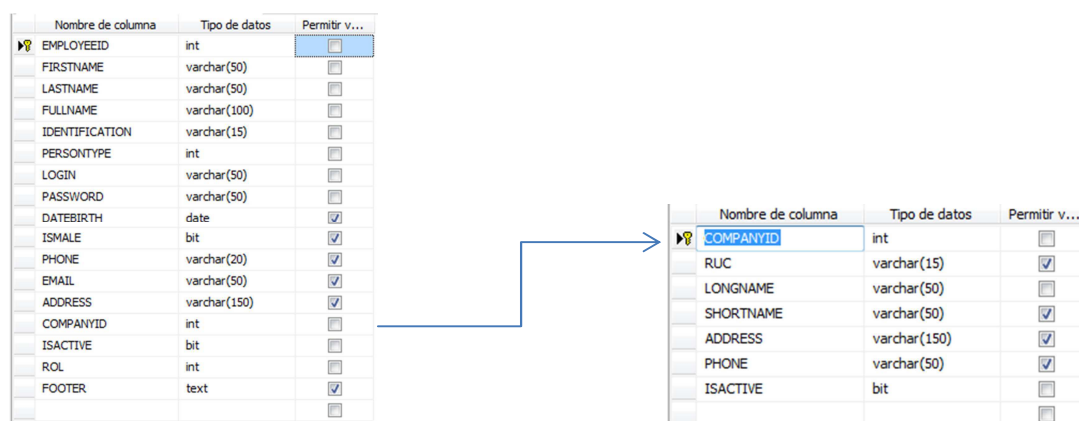 Nombre de columna Tipo de datos Permitir v...
EMPLOYEEID int
FIRSTNAME varchar(50)
LASTNAME varchar(50)
FULLNAME varchar(100)
IDENTIFICATION varchar(15)
PERSONTYPE int
LOGIN varchar(50)
PASSWORD varchar(50)
DATEBIRTH date
ISMALE bit
PHONE varchar(20)
EMAIL varchar(50)
ADDRESS varchar(150)
COMPANYID int
ISACTIVE bit
ROL int
FOOTER text
Nombre de columna Tipo de datos Permitir v...
COMPANYID int
RUC varchar(15)
LONGNAME varchar(50)
SHORTNAME varchar(50)
ADDRESS varchar(150)
PHONE varchar(50)
ISACTIVE bit